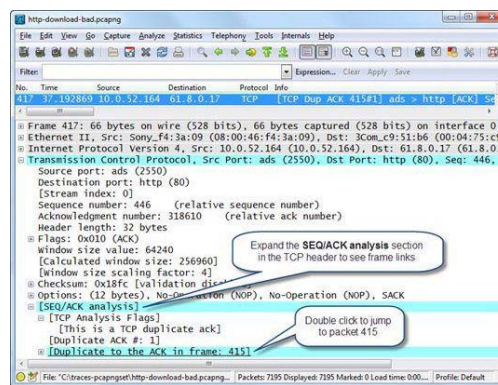 http-download-bad.pcapng
File Edit View Go Capture Analyze Statistics Telephony Tools Internals Help
Filter: Expression... Clear Apply Save
No. Time Source Destination Protocol Info
417 37.192869 10.0.52.164 61.8.0.17 TCP [TCP Dup ACK 415#1] ads > http [ACK] Se
Frame 417: 66 bytes on wire (528 bits), 66 bytes captured (528 bits) on interface 0
Ethernet II, Src: Sony_f4:3a:09 (08:00:46:f4:3a:09), Dst: 3Com_c9:51:b6 (00:04:75:c
Internet Protocol Version 4, Src: 10.0.52.164 (10.0.52.164), Dst: 61.8.0.17 (61.8.0
Transmission Control Protocol, Src Port: ads (2550), Dst Port: http (80), Seq: 446,
Source port: ads (2550)
Destination port: http (80)
[Stream index: 0]
Sequence number: 446 (relative sequence number)
Acknowledgment number: 318610 (relative ack number)
Header length: 32 bytes
Flags: 0x010 (ACK)
Window size value: 64240
[Calculated window size: 256960]
[Window size scaling factor: 4]
Checksum: 0x18fc [validation disabl
Options: (12 bytes), No-Operation (NOP), No-Operation (NOP), SACK
[SEQ/ACK analysis]
[TCP Analysis Flags]
[This is a TCP duplicate ack]
[Duplicate ACK #: 1]
[Duplicate to the ACK in frame: 415]
Expand the SEQ/ACK analysis section
in the TCP header to see frame links
Double click to jump
to packet 415
File: "C:\traces-pcapngset\http-download-bad.pcapng... Packets: 7195 Displayed: 7195 Marked: 0 Load time: 0:00.... Profile: Default